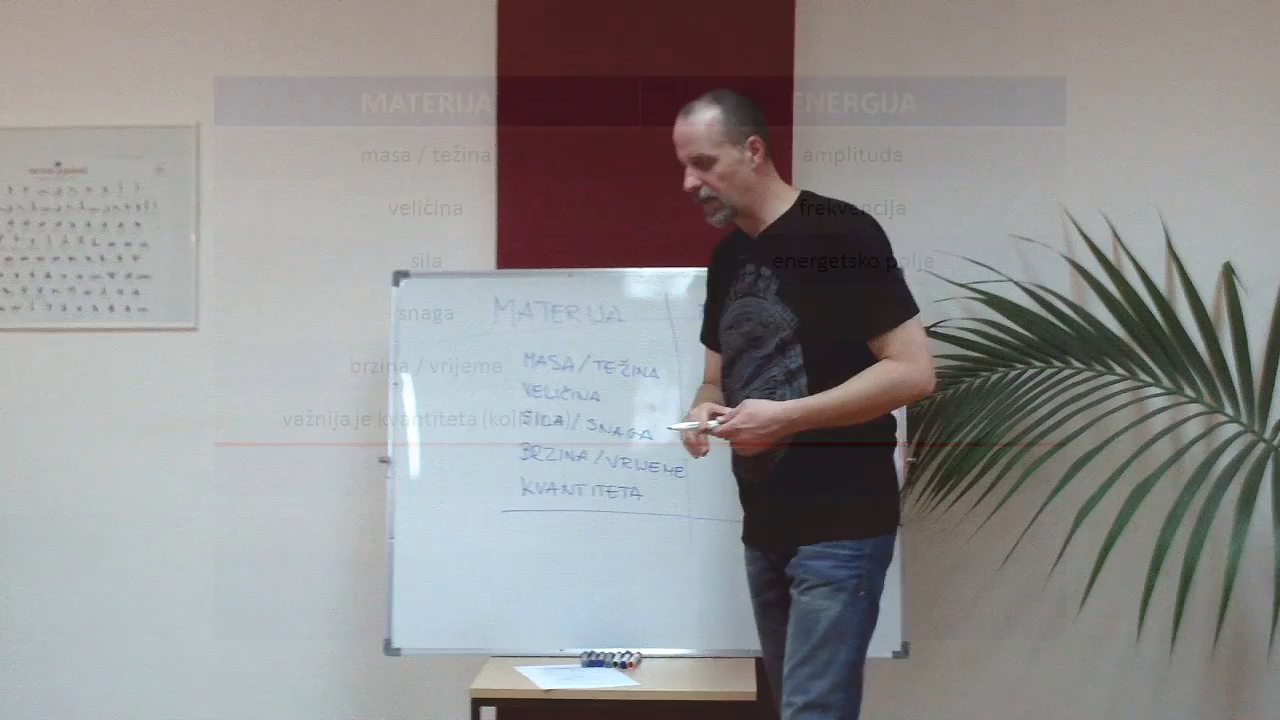 MATERIJA ENERGIJA
masa / težina amplituda
veličina frekvencija
sila energetsko polje
snaga
brzina / vrijeme
važnija je kvantiteta
MATERIJA
MASA/TEŽINA
VELIČINA
SILA/SNAGA
BRZINA/VRIJEME
KVANTITETA